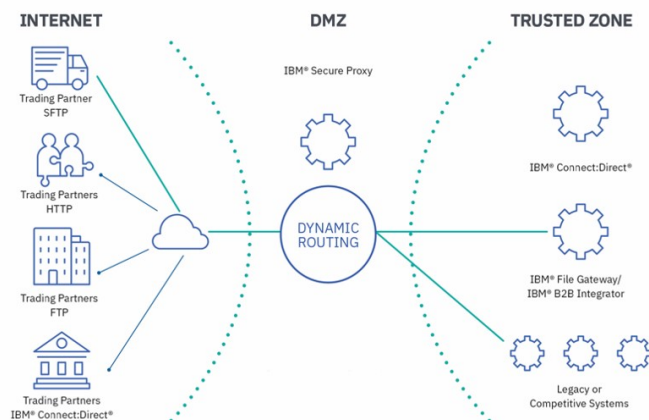 INTERNET
DMZ
TRUSTED ZONE
Trading Partner
SFTP
Trading Partners
HTTP
Trading Partners
FTP
Trading Partners
IBM® Connect:Direct®
IBM® Secure Proxy
DYNAMIC
ROUTING
IBM® Connect:Direct®
IBM® File Gateway/
IBM® B2B Integrator
Legacy or
Competitive Systems